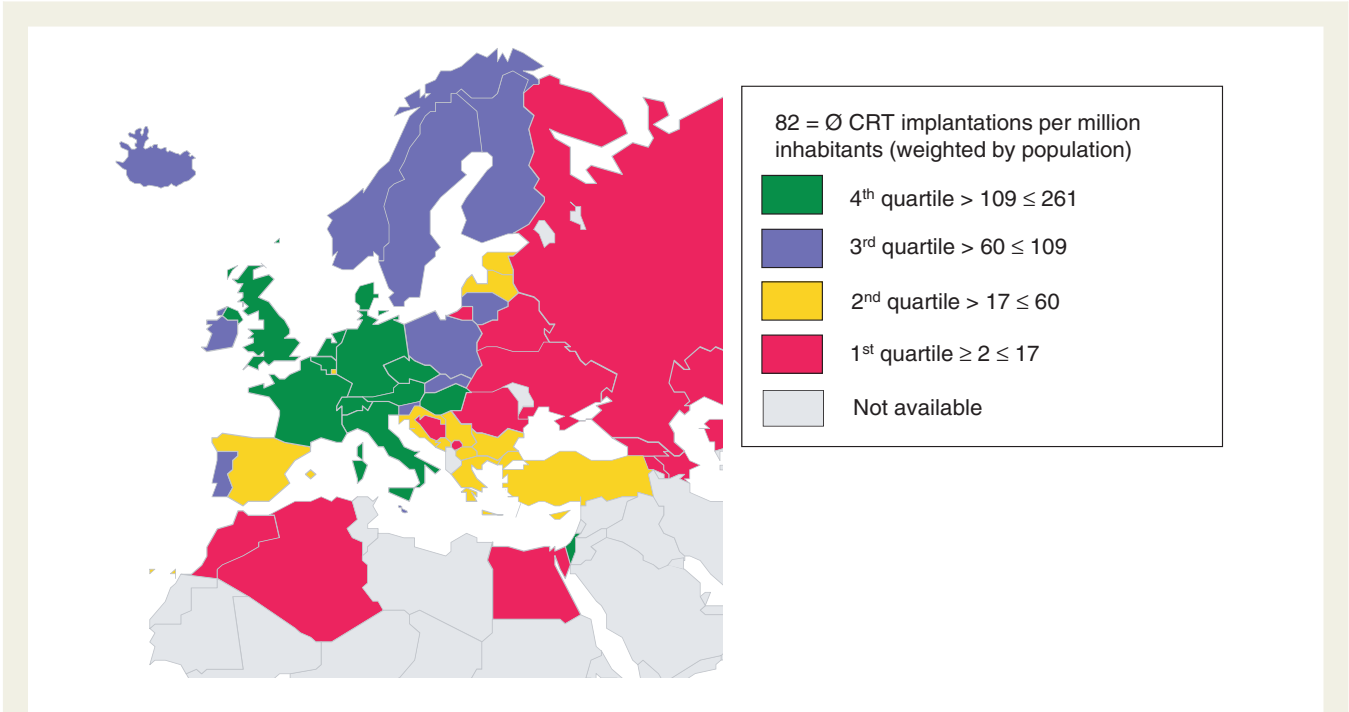 82 = Ø CRT implantations per million
inhabitants (weighted by population)
4th quartile > 109 ≤ 261
3rd quartile > 60 ≤ 109
2nd quartile > 17 ≤ 60
1st quartile ≥ 2 ≤ 17
Not available